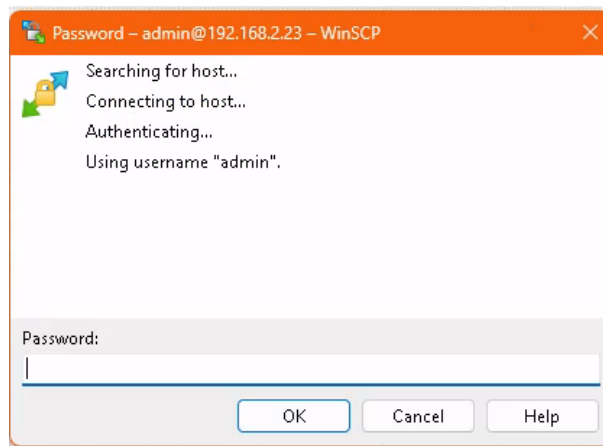 Password – admin@192.168.2.23 – WinSCP
Searching for host...
Connecting to host...
Authenticating...
Using username "admin".
Password:
OK Cancel Help